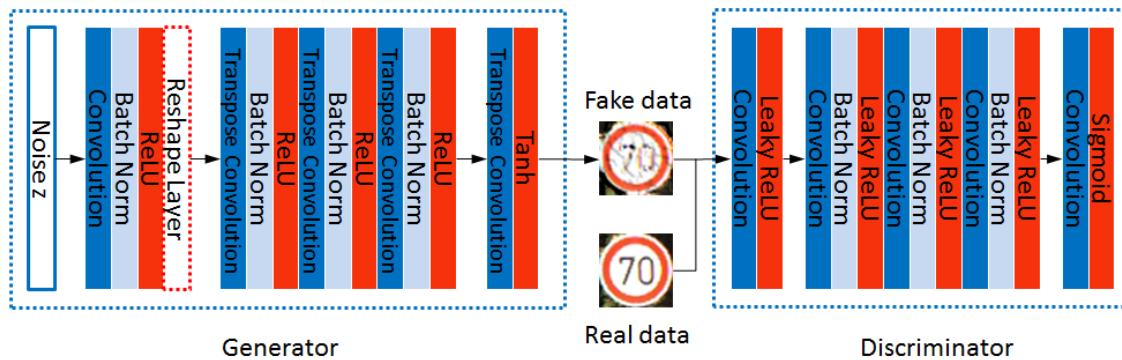 Noise z
Convolution
Batch Norm
ReLU
Reshape Layer
Transpose Convolution
Batch Norm
ReLU
Transpose Convolution
Batch Norm
ReLU
Transpose Convolution
Batch Norm
ReLU
Transpose Convolution
Tanh
Fake data
70
70
Real data
Convolution
Leaky ReLU
Convolution
Batch Norm
Leaky ReLU
Convolution
Batch Norm
Leaky ReLU
Convolution
Batch Norm
Leaky ReLU
Convolution
Sigmoid
Generator
Discriminator